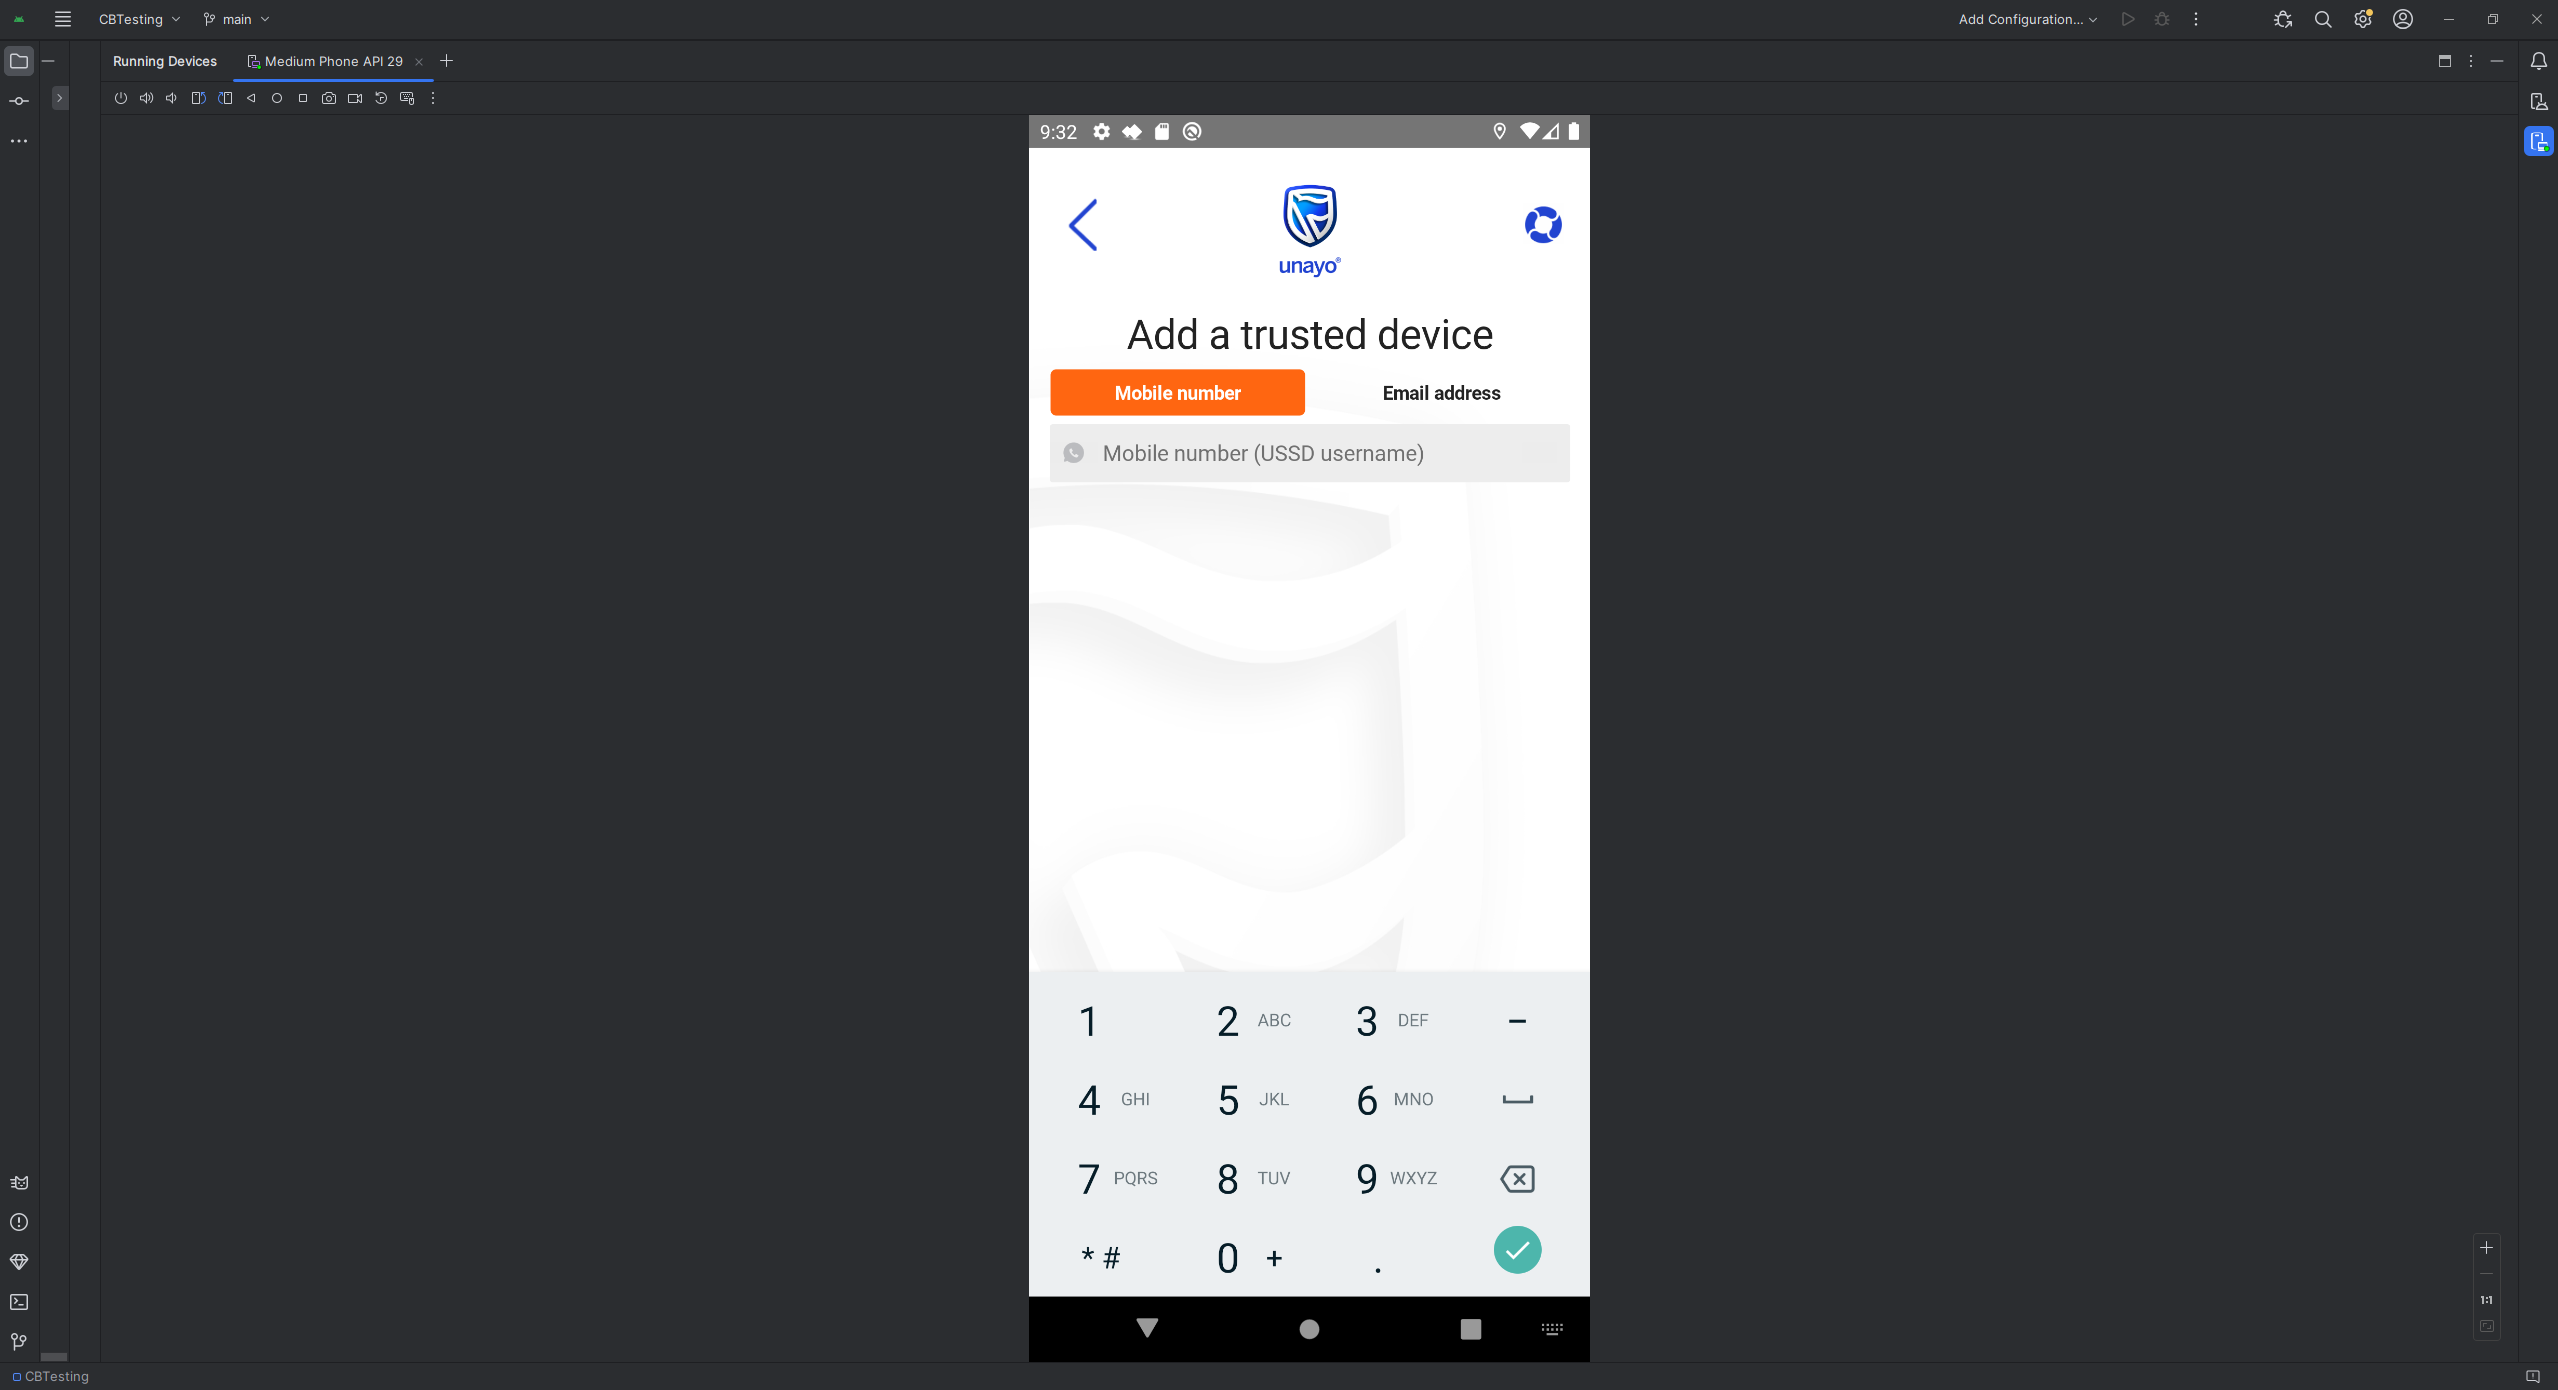 CBTesting
main
Add Configuration...
Running Devices
Medium Phone API 29
9:32
unayo®
Add a trusted device
Mobile number
Email address
Mobile number (USSD username)
1
2 ABC
3 DEF
–
4 GHI
5 JKL
6 MNO
7 PQRS
8 TUV
9 WXYZ
* #
0 +
.
1:1
CBTesting